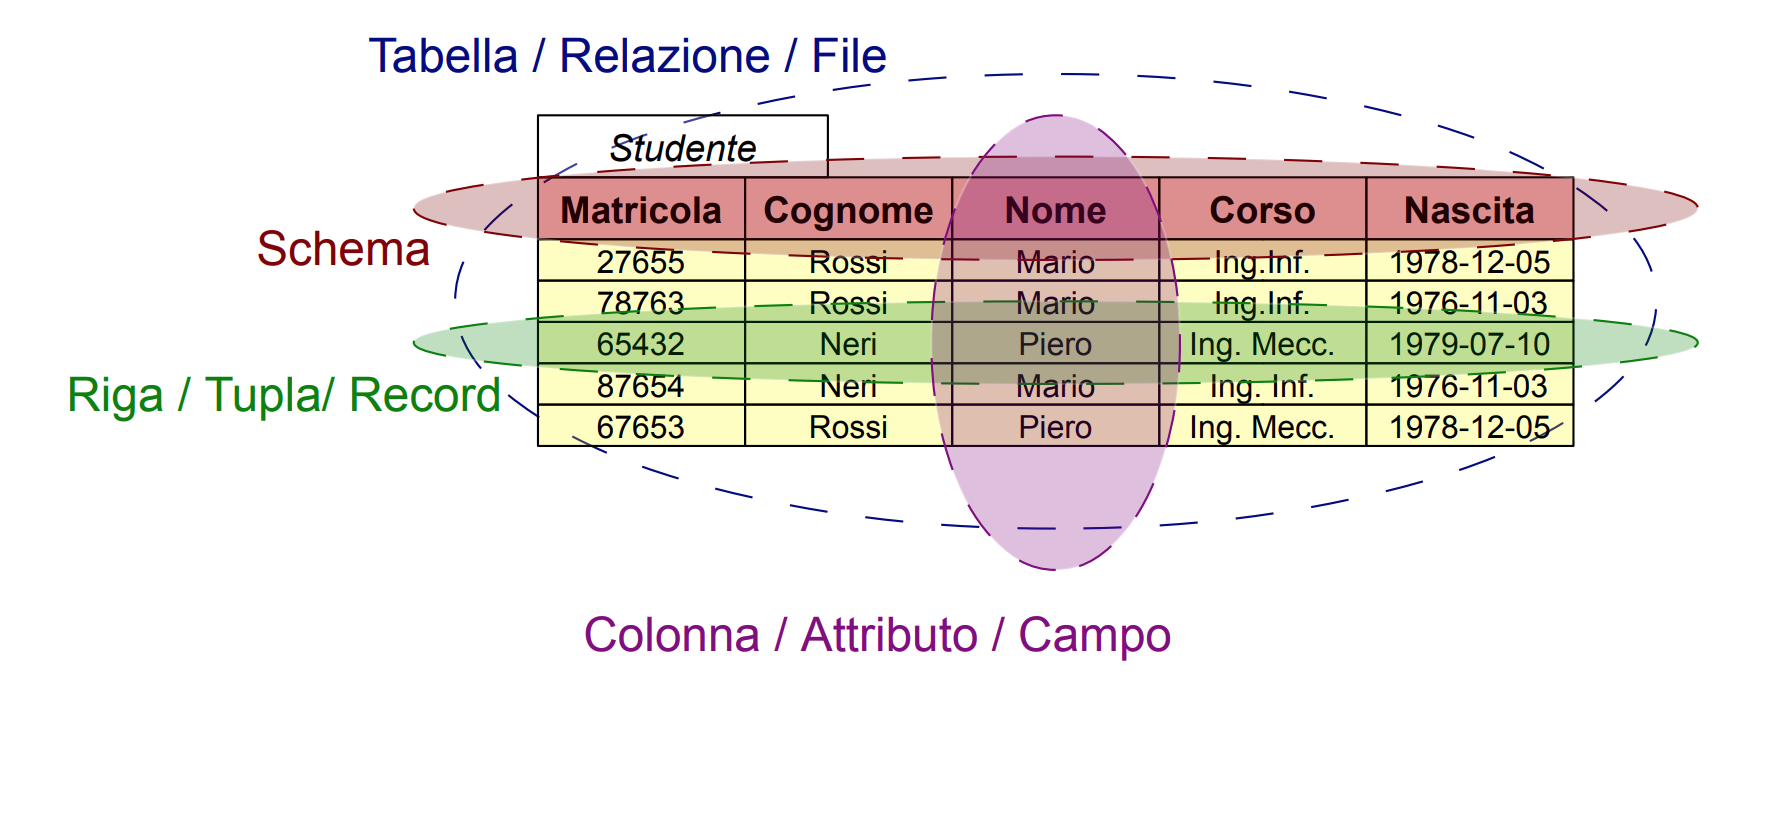 Tabella / Relazione / File
Studente
Matricola Cognome Nome Corso Nascita
Schema
27655 Rossi Mario Ing.Inf. 1978-12-05
78763 Rossi Mario Ing.Inf. 1976-11-03
65432 Neri Piero Ing. Mecc. 1979-07-10
Riga / Tupla/ Record
87654 Neri Mario Ing. Inf. 1976-11-03
67653 Rossi Piero Ing. Mecc. 1978-12-05
Colonna / Attributo / Campo